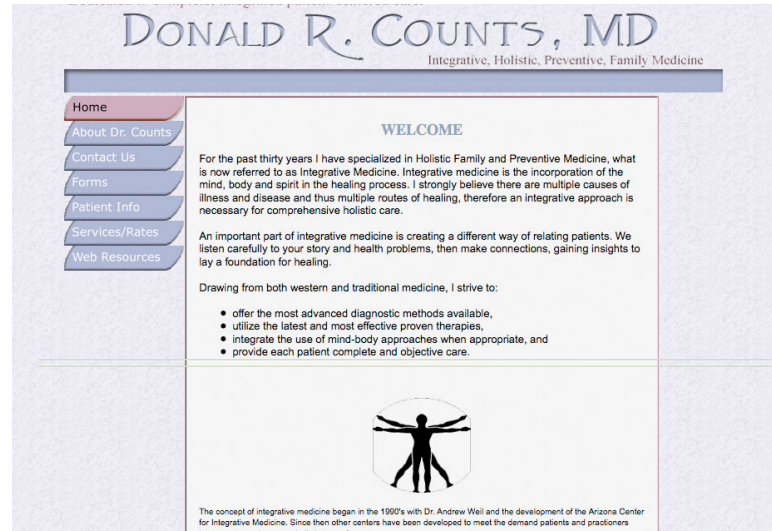 DONALD R. COUNTS, MD
Integrative, Holistic, Preventive, Family Medicine
Home
About Dr. Counts
Contact Us
Forms
Patient Info
Services/Rates
Web Resources
WELCOME
For the past thirty years I have specialized in Holistic Family and Preventive Medicine, what
is now referred to as Integrative Medicine. Integrative medicine is the incorporation of the
mind, body and spirit in the healing process. I strongly believe there are multiple causes of
illness and disease and thus multiple routes of healing, therefore an integrative approach is
necessary for comprehensive holistic care.
An important part of integrative medicine is creating a different way of relating patients. We
listen carefully to your story and health problems, then make connections, gaining insights to
lay a foundation for healing.
Drawing from both western and traditional medicine, I strive to:
• offer the most advanced diagnostic methods available,
• utilize the latest and most effective proven therapies,
• integrate the use of mind-body approaches when appropriate, and
• provide each patient complete and objective care.
The concept of integrative medicine began in the 1990's with Dr. Andrew Weil and the development of the Arizona Center
for Integrative Medicine. Since then other centers have been developed to meet the demand patients and practioners